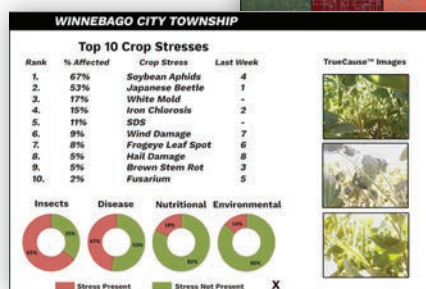 WINNEBAGO CITY TOWNSHIP
Top 10 Crop Stresses
Rank % Affected Crop Stress Last Week
1. 67% Soybean Aphids 4
2. 53% Japanese Beetle 1
3. 17% White Mold -
4. 15% Iron Chlorosis 2
5. 11% SDS -
6. 9% Wind Damage 7
7. 8% Frogeye Leaf Spot 6
8. 5% Hail Damage 8
9. 5% Brown Stem Rot 3
10. 2% Fusarium 5
TrueCause™ Images
Insects Disease Nutritional Environmental
Stress Present Stress Not Present X